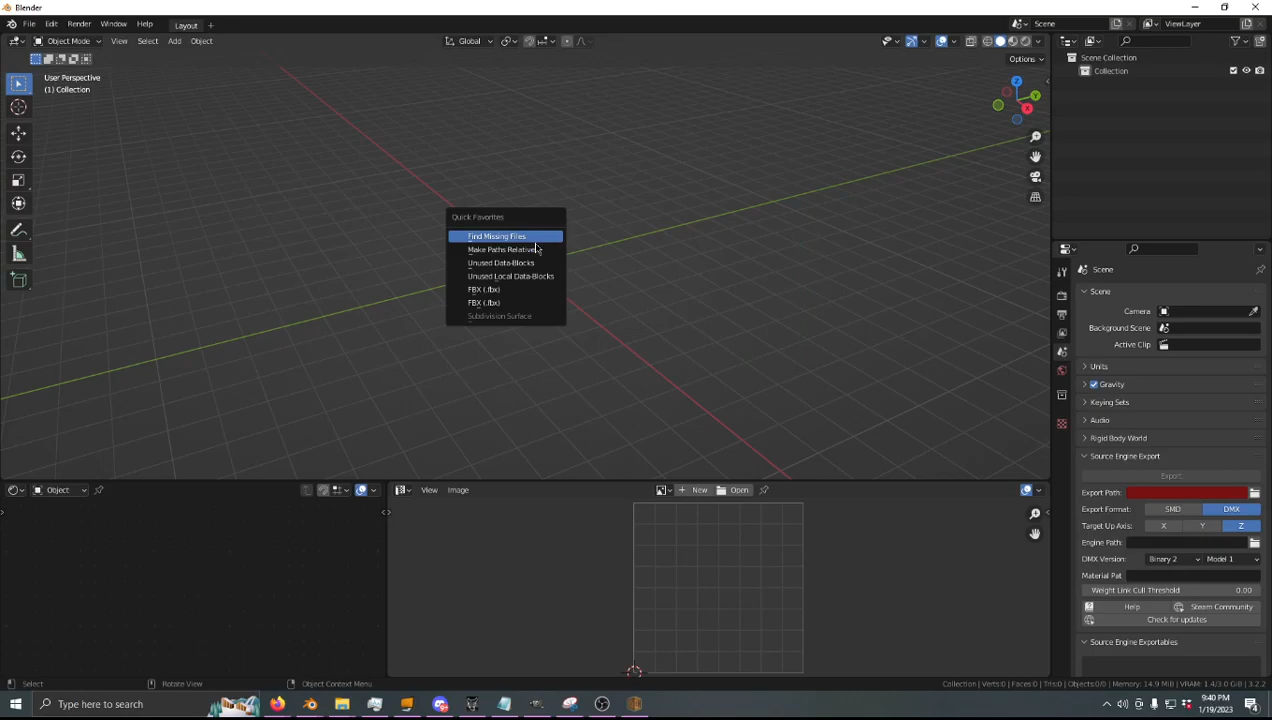 Blender
File Edit Render Window Help Layout + Scene ViewLayer
Object Mode View Select Add Object Global
Options
User Perspective
(1) Collection
Z
Y
X
Quick Favorites
Find Missing Files
Make Paths Relative
Unused Data-Blocks
Unused Local Data-Blocks
FBX (.fbx)
FBX (.fbx)
Subdivision Surface
Scene Collection
Collection
Scene
Scene
Camera
Background Scene
Active Clip
Units
Gravity
Keying Sets
Audio
Rigid Body World
Source Engine Export
Export
Export Path:
Export Format: SMD DMX
Target Up Axis: X Y Z
Engine Path:
DMX Version: Binary 2 Model 1
Material Pat
Weight Link Cull Threshold 0.00
Help Steam Community
Check for updates
Source Engine Exportables
Object
View Image + New Open
Select Rotate View Object Context Menu
Collection | Verts:0 | Faces:0 | Tris:0 | Objects:0/0 | Memory: 14.9 MiB | VRAM: 1.4/3.0 GiB | 3.2.2
Type here to search
9:40 PM
1/19/2023
4